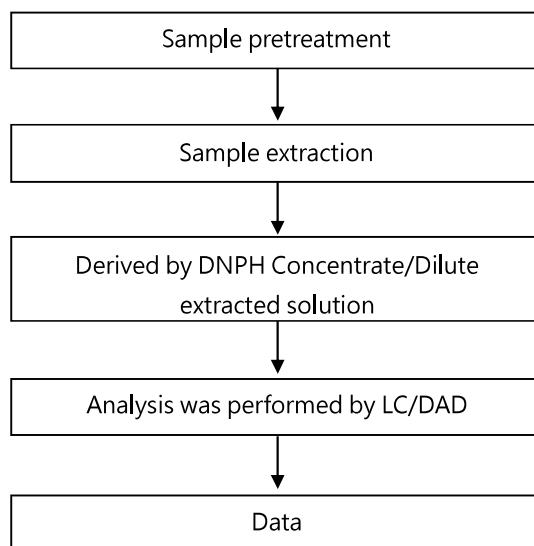 Sample pretreatment
Sample extraction
Derived by DNPH Concentrate/Dilute
extracted solution
Analysis was performed by LC/DAD
Data